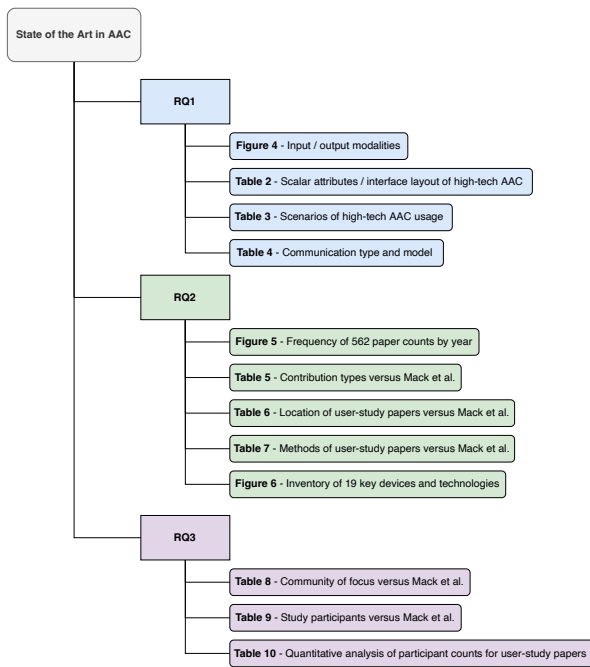 State of the Art in AAC
RQ1
Figure 4 - Input / output modalities
Table 2 - Scalar attributes / interface layout of high-tech AAC
Table 3 - Scenarios of high-tech AAC usage
Table 4 - Communication type and model
RQ2
Figure 5 - Frequency of 562 paper counts by year
Table 5 - Contribution types versus Mack et al.
Table 6 - Location of user-study papers versus Mack et al.
Table 7 - Methods of user-study papers versus Mack et al.
Figure 6 - Inventory of 19 key devices and technologies
RQ3
Table 8 - Community of focus versus Mack et al.
Table 9 - Study participants versus Mack et al.
Table 10 - Quantitative analysis of participant counts for user-study papers